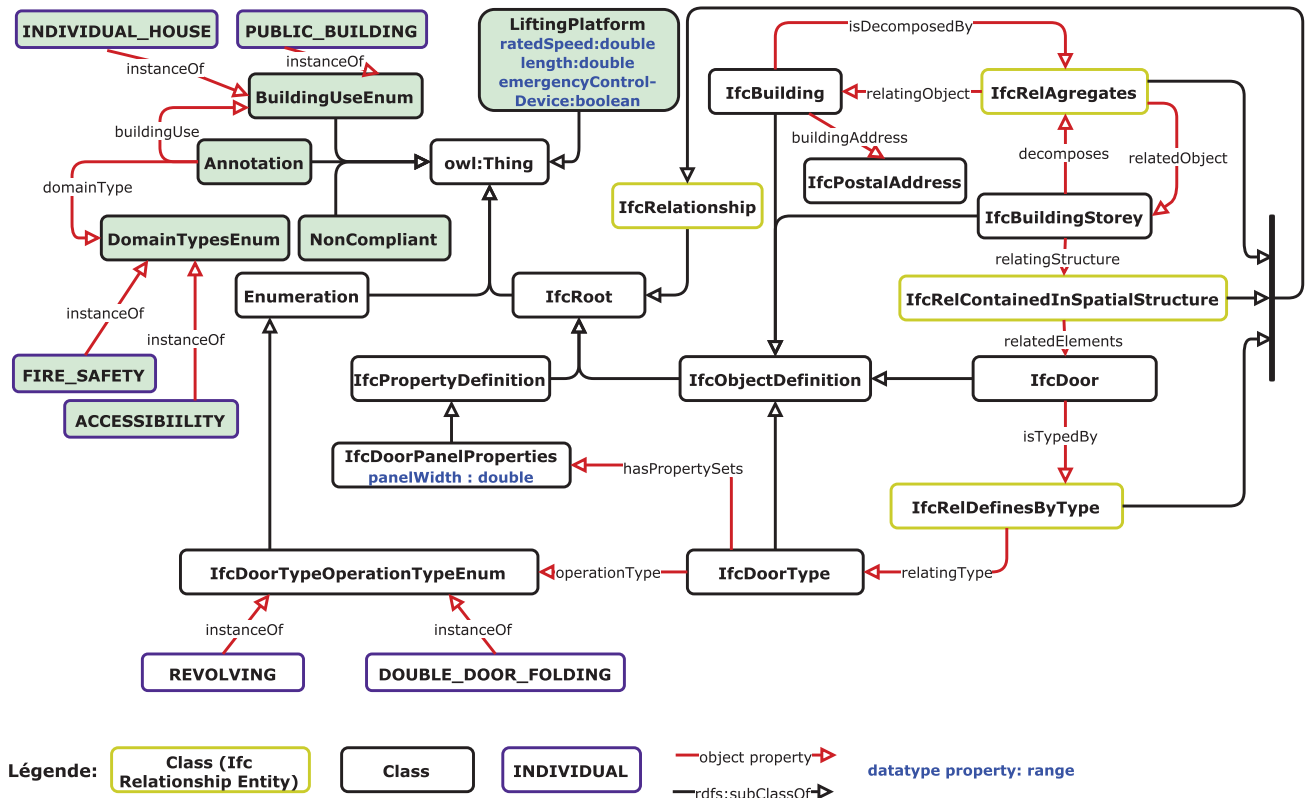 INDIVIDUAL_HOUSE
PUBLIC_BUILDING
LiftingPlatform
ratedSpeed:double
length:double
emergencyControl-
Device:boolean
isDecomposedBy
instanceOf
instanceOf
BuildingUseEnum
IfcBuilding
relatingObject
IfcRelAgregates
buildingUse
buildingAddress
Annotation
owl:Thing
decomposes
relatedObject
domainType
IfcPostalAddress
IfcRelationship
IfcBuildingStorey
DomainTypesEnum
NonCompliant
relatingStructure
Enumeration
IfcRoot
IfcRelContainedInSpatialStructure
instanceOf
instanceOf
relatedElements
FIRE_SAFETY
IfcPropertyDefinition
IfcObjectDefinition
IfcDoor
ACCESSIBIILITY
isTypedBy
IfcDoorPanelProperties
panelWidth : double
hasPropertySets
IfcRelDefinesByType
IfcDoorTypeOperationTypeEnum
operationType
IfcDoorType
relatingType
instanceOf
instanceOf
REVOLVING
DOUBLE_DOOR_FOLDING
Légende:
Class (Ifc
Relationship Entity)
Class
INDIVIDUAL
object property
rdfs:subClassOf
datatype property: range